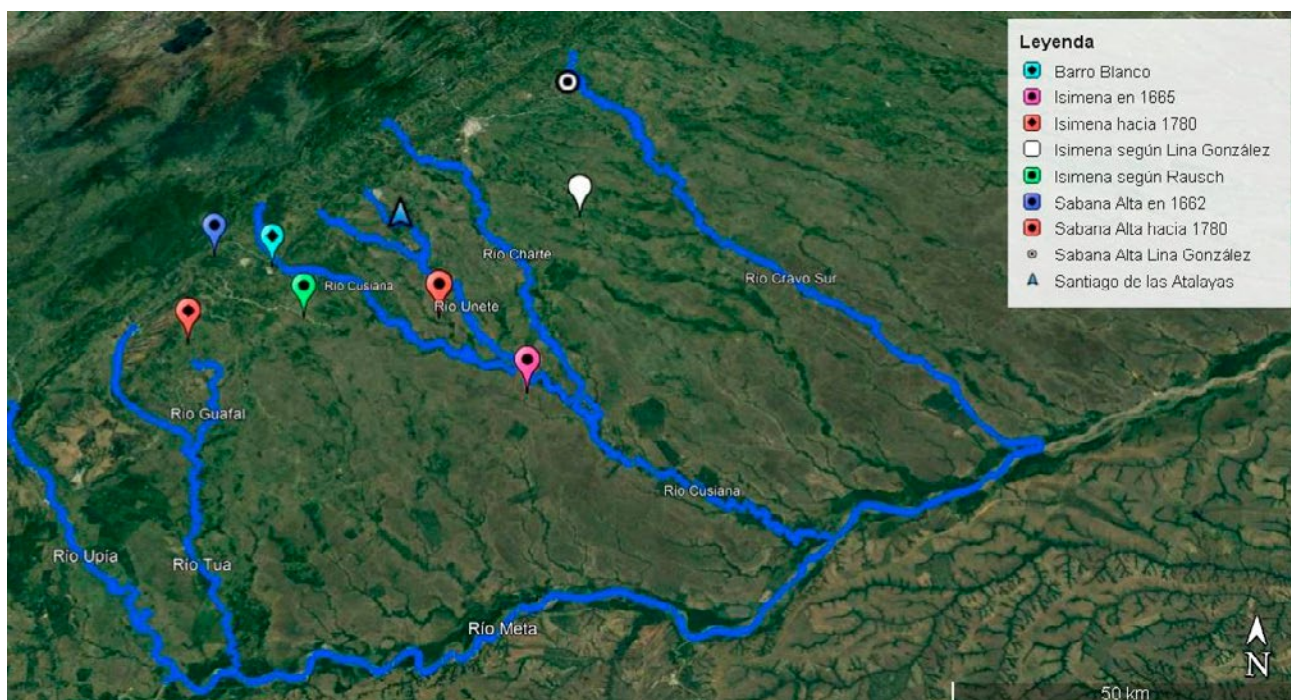 Leyenda
Barro Blanco
Isimena en 1665
Isimena hacia 1780
Isimena según Lina González
Isimena según Rausch
Sabana Alta en 1662
Sabana Alta hacia 1780
Sabana Alta Lina González
Santiago de las Atalayas
Río Charte
Río Cravo Sur
Río Cusiana
Río Unete
Río Guafal
Río Cusiana
Río Upía
Río Tua
Río Meta
N
50 km